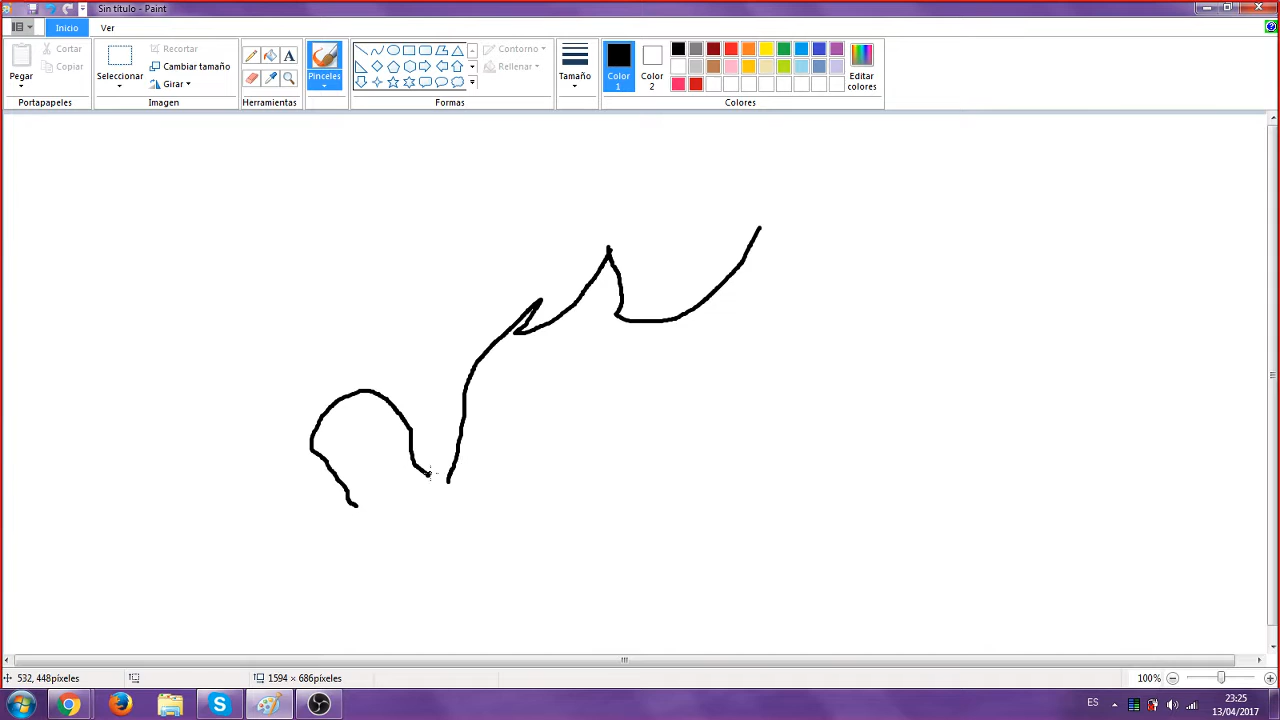 Sin título - Paint
Inicio Ver
Pegar
Cortar
Copiar
Portapapeles
Seleccionar
Recortar
Cambiar tamaño
Girar
Imagen
A
Herramientas
Pinceles
Contorno
Rellenar
Formas
Tamaño
Color 1
Color 2
Editar colores
Colores
532, 448píxeles
1594 × 686píxeles
100%
ES
23:25
13/04/2017